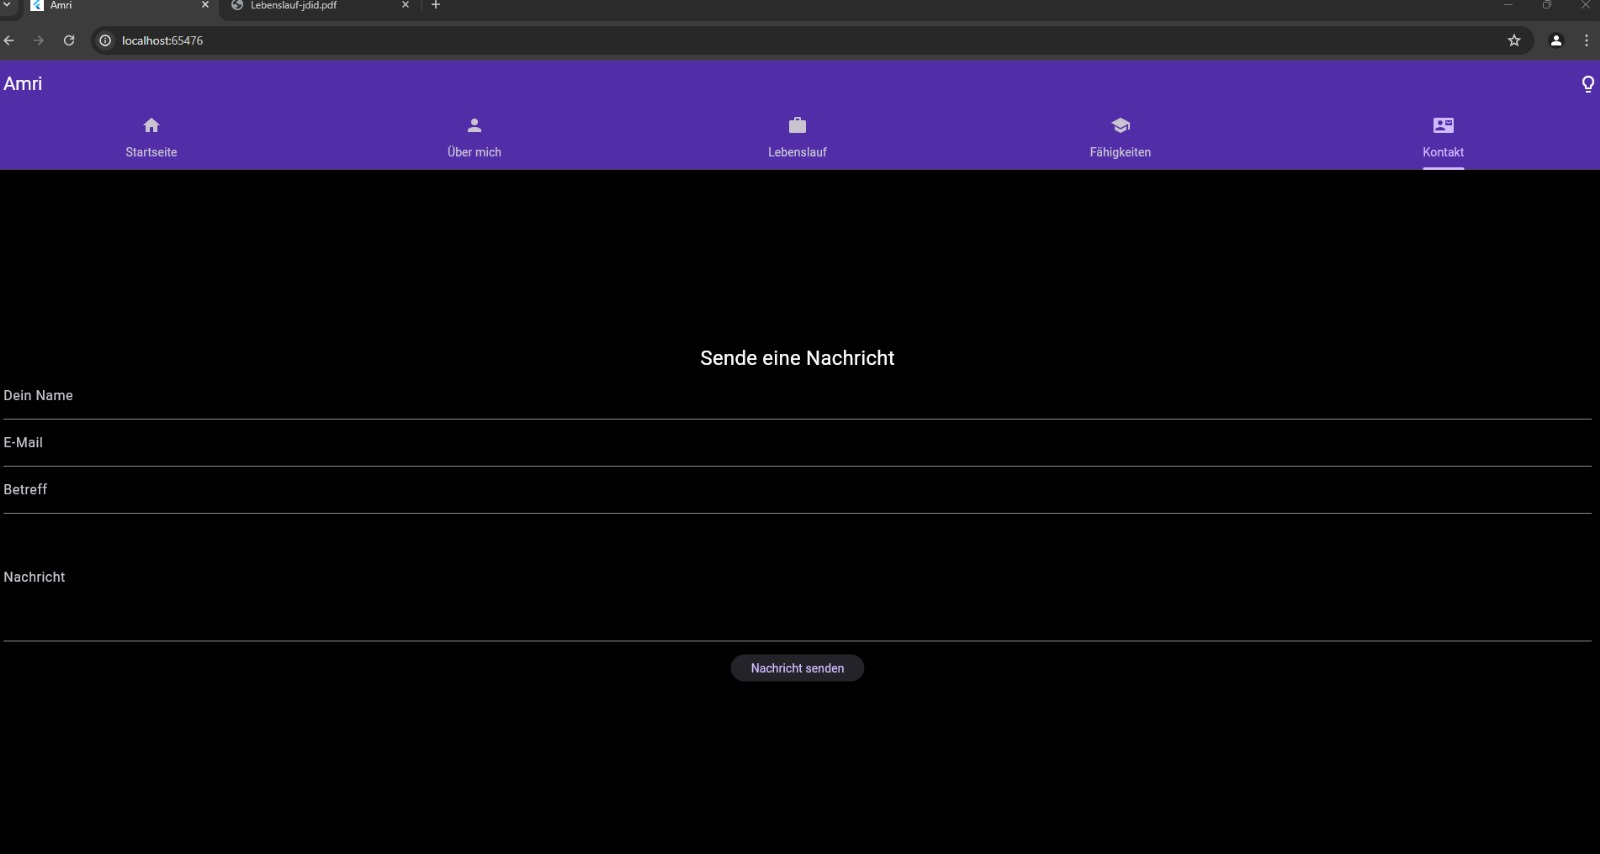 Amri
Lebenslauf-jdid.pdf
localhost:65476
Amri
Startseite
Über mich
Lebenslauf
Fähigkeiten
Kontakt
Sende eine Nachricht
Dein Name
E-Mail
Betreff
Nachricht
Nachricht senden